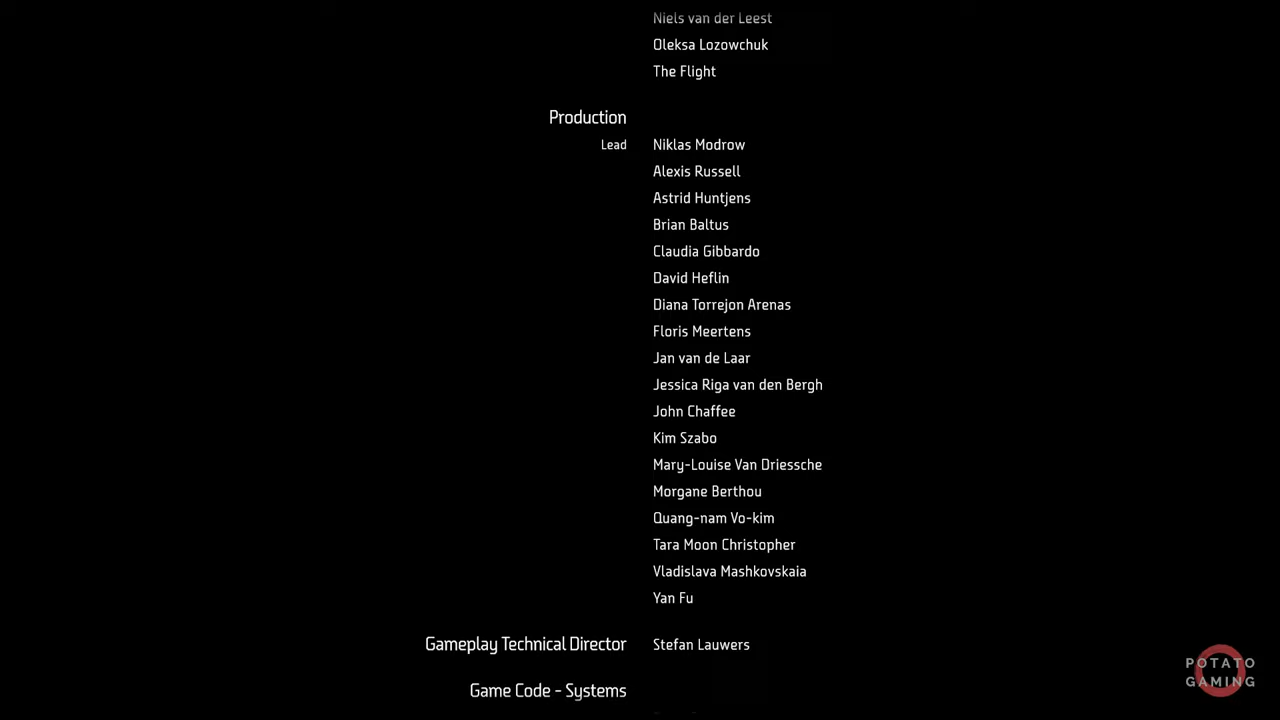 Niels van der Leest
Oleksa Lozowchuk
The Flight
Production
Lead Niklas Modrow
Alexis Russell
Astrid Huntjens
Brian Baltus
Claudia Gibbardo
David Heflin
Diana Torrejon Arenas
Floris Meertens
Jan van de Laar
Jessica Riga van den Bergh
John Chaffee
Kim Szabo
Mary-Louise Van Driessche
Morgane Berthou
Quang-nam Vo-kim
Tara Moon Christopher
Vladislava Mashkovskaia
Yan Fu
Gameplay Technical Director Stefan Lauwers
Game Code - Systems
POTATO
GAMING